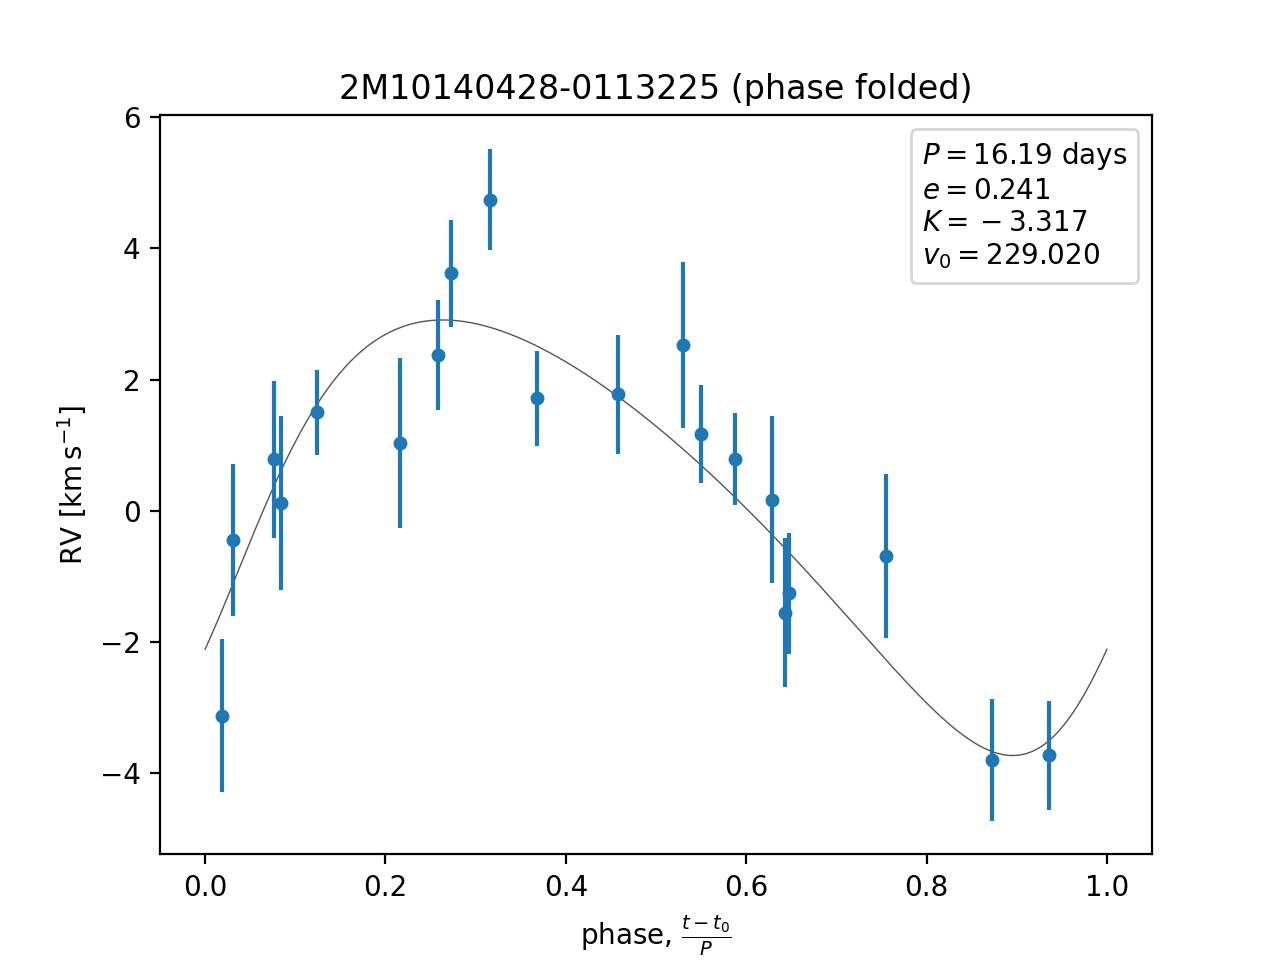 2M10140428-0113225 (phase folded)
P = 16.19 days
e = 0.241
K = −3.317
v₀ = 229.020
6
4
2
0
−2
−4
RV [km s⁻¹]
0.0 0.2 0.4 0.6 0.8 1.0
phase, (t − t₀)/P